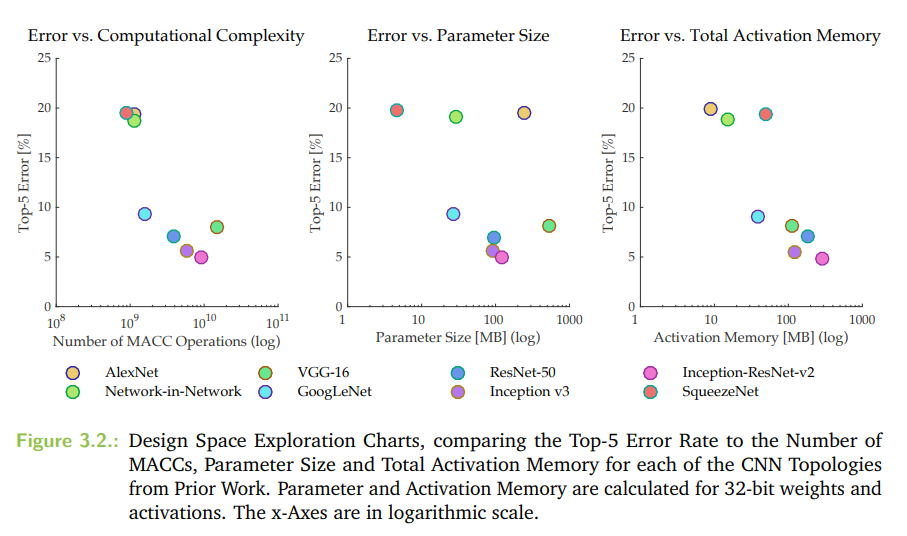 Error vs. Computational Complexity
Error vs. Parameter Size
Error vs. Total Activation Memory
Top-5 Error [%]
25
20
15
10
5
0
10^8
10^9
10^10
10^11
Number of MACC Operations (log)
Top-5 Error [%]
25
20
15
10
5
0
1
10
100
1000
Parameter Size [MB] (log)
Top-5 Error [%]
25
20
15
10
5
0
1
10
100
1000
Activation Memory [MB] (log)
AlexNet
VGG-16
ResNet-50
Inception-ResNet-v2
Network-in-Network
GoogLeNet
Inception v3
SqueezeNet
Figure 3.2.: Design Space Exploration Charts, comparing the Top-5 Error Rate to the Number of
MACCs, Parameter Size and Total Activation Memory for each of the CNN Topologies
from Prior Work. Parameter and Activation Memory are calculated for 32-bit weights and
activations. The x-Axes are in logarithmic scale.